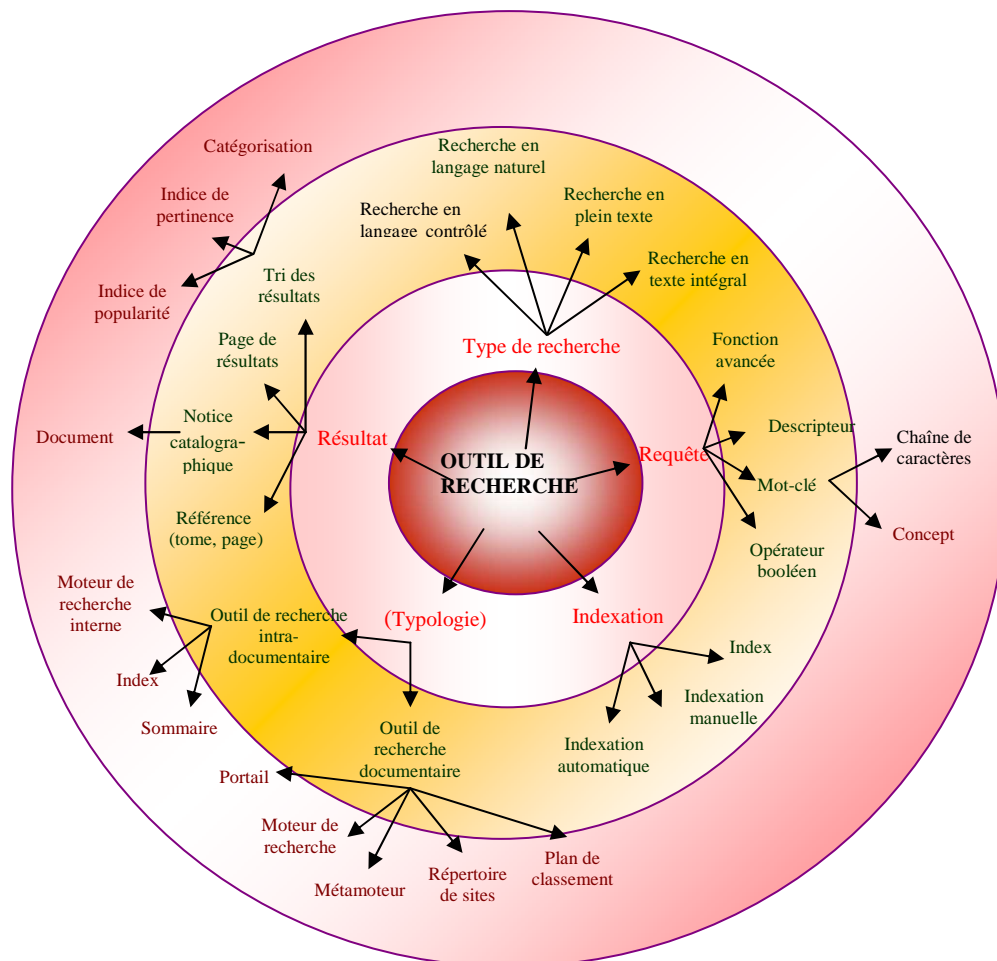 Recherche en
langage naturel
Catégorisation
Indice de
pertinence
Recherche en
plein texte
Recherche en
langage contrôlé
Recherche en
texte intégral
Tri des
résultats
Indice de
popularité
Page de
résultats
Type de recherche
Fonction
avancée
Document
Notice
catalogra-
phique
Résultat
OUTIL DE
RECHERCHE
Requête
Descripteur
Chaîne de
caractères
Mot-clé
Référence
(tome, page)
Concept
Opérateur
booléen
Moteur de
recherche
interne
Outil de recherche
intra-
documentaire
(Typologie)
Indexation
Index
Index
Indexation
manuelle
Sommaire
Outil de
recherche
documentaire
Indexation
automatique
Portail
Moteur de
recherche
Métamoteur
Répertoire
de sites
Plan de
classement